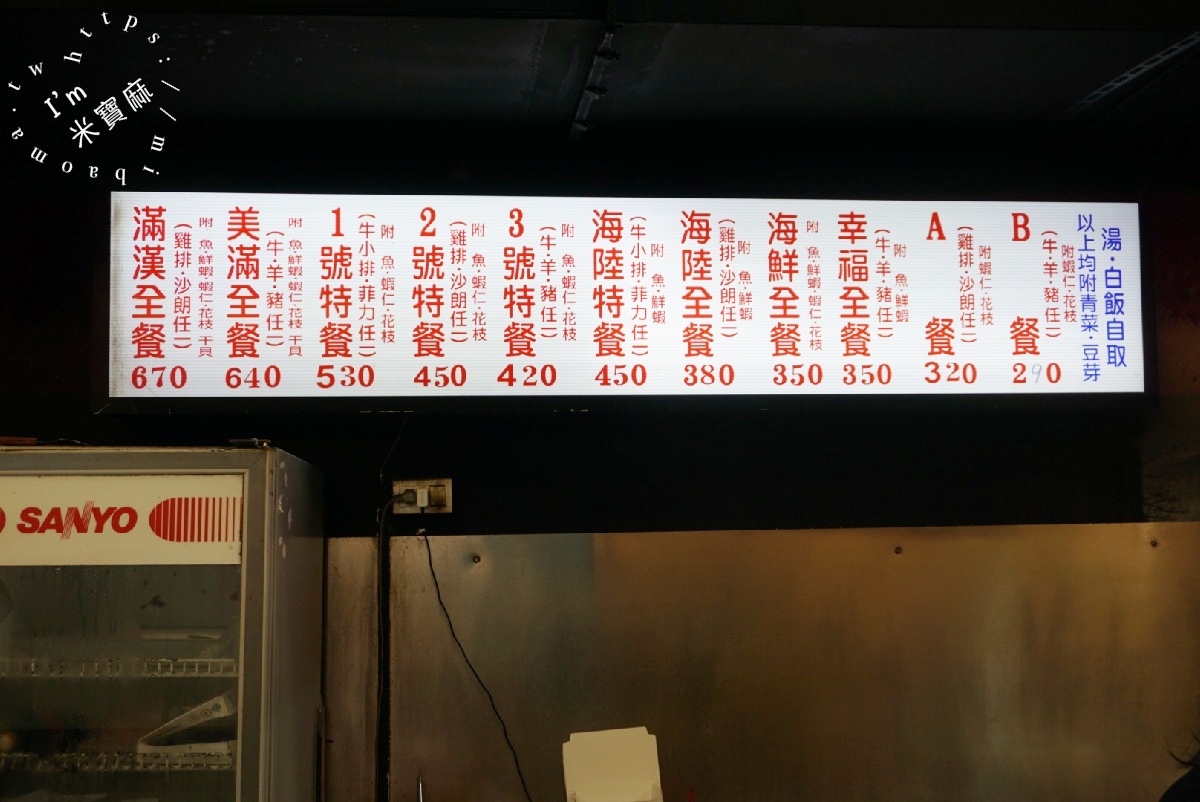 https://mibaoma.tw
I'm
米寶麻
滿漢全餐
(雞排·沙朗任一)
附 魚鮮蝦蝦仁·花枝 干貝
670
美滿全餐
(牛·羊·豬任一)
附 魚鮮蝦蝦仁·花枝 干貝
640
1號特餐
(牛小排·菲力任一)
附 魚·蝦仁·花枝
530
2號特餐
(雞排·沙朗任一)
附 魚·蝦仁·花枝
450
3號特餐
(牛·羊·豬任一)
附 魚·蝦仁·花枝
420
海陸特餐
(牛小排·菲力任一)
附 魚·鮮蝦
450
海陸全餐
(雞排·沙朗任一)
附 魚·鮮蝦
380
海鮮全餐
附 魚·鮮蝦·蝦仁·花枝
350
幸福全餐
(牛·羊·豬任一)
附 魚·鮮蝦
350
A餐
(雞排·沙朗任一)
附蝦仁·花枝
320
B餐
(牛·羊·豬任一)
附蝦仁·花枝
290
以上均附青菜·豆芽
湯·白飯自取
SANYO